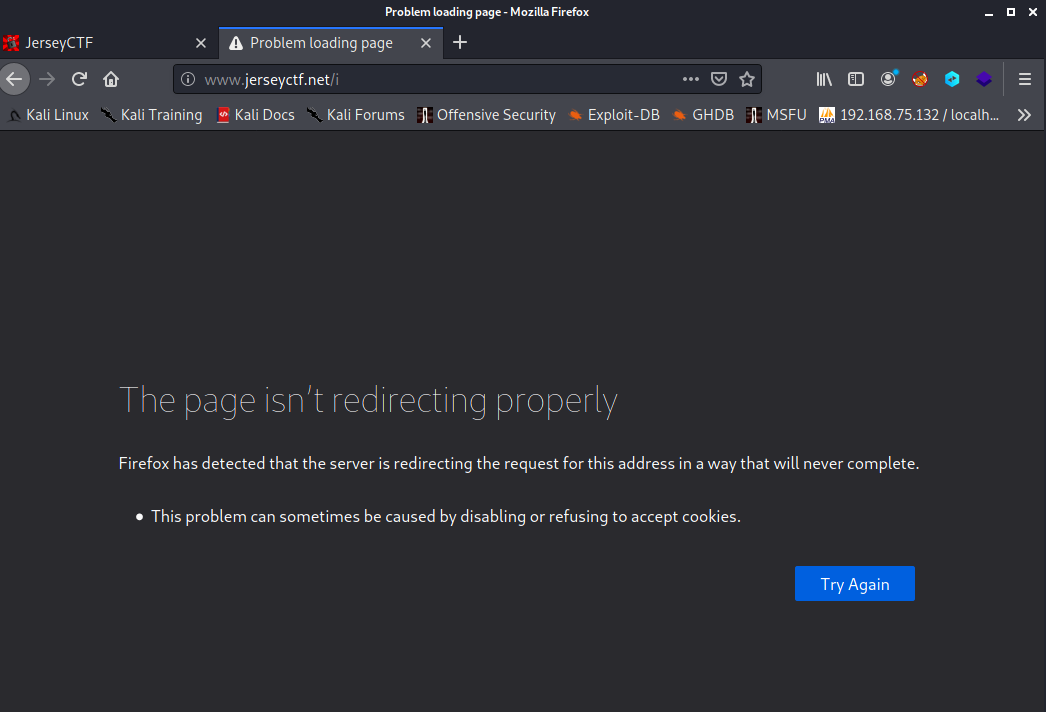 Problem loading page - Mozilla Firefox
JerseyCTF
Problem loading page
www.jerseyctf.net/i
Kali Linux Kali Training Kali Docs Kali Forums Offensive Security Exploit-DB GHDB MSFU 192.168.75.132 / localh...
The page isn't redirecting properly
Firefox has detected that the server is redirecting the request for this address in a way that will never complete.
• This problem can sometimes be caused by disabling or refusing to accept cookies.
Try Again